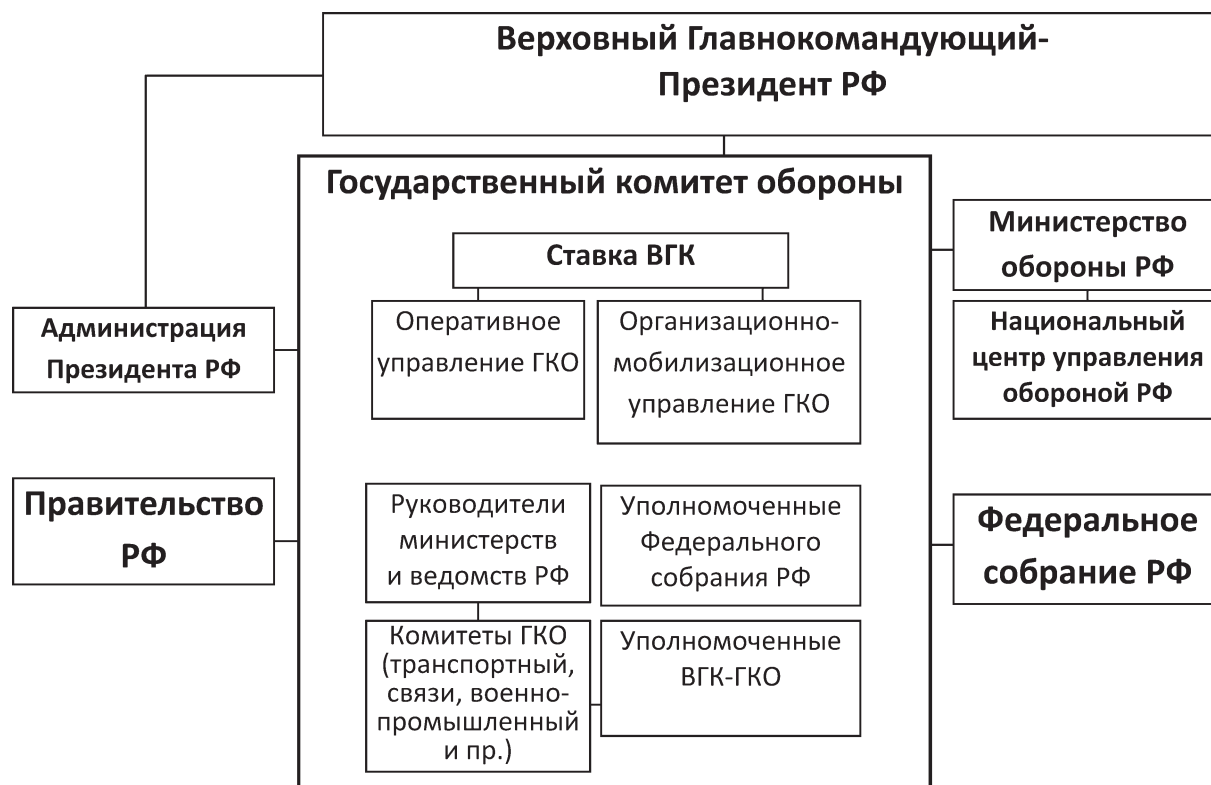 Верховный Главнокомандующий-
Президент РФ
Государственный комитет обороны
Ставка ВГК
Оперативное
управление ГКО
Организационно-
мобилизационное
управление ГКО
Администрация
Президента РФ
Министерство
обороны РФ
Национальный
центр управления
обороной РФ
Правительство
РФ
Руководители
министерств
и ведомств РФ
Уполномоченные
Федерального
собрания РФ
Федеральное
собрание РФ
Комитеты ГКО
(транспортный,
связи, военно-
промышленный
и пр.)
Уполномоченные
ВГК-ГКО